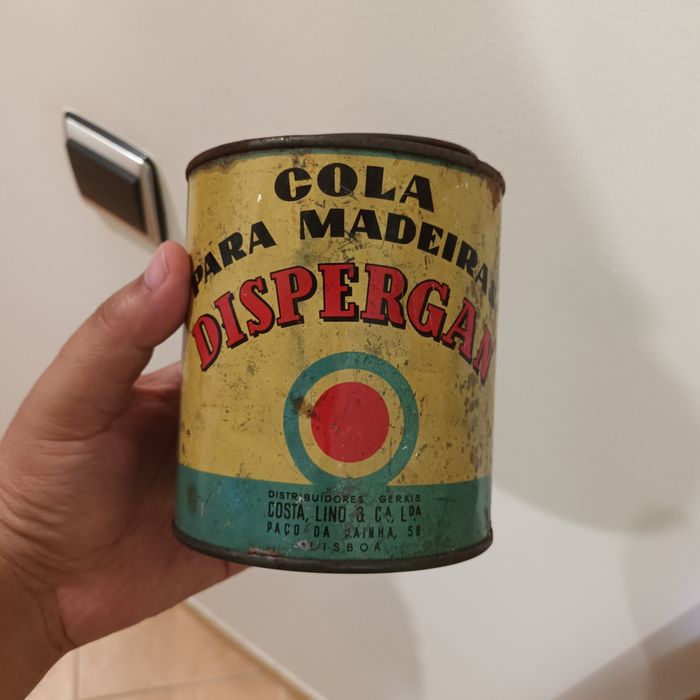 COLA
PARA MADEIRAS
DISPERGAN
DISTRIBUIDORES GERAIS
COSTA, LINO & CA, LDA
PAÇO DA RAINHA, 58
LISBOA